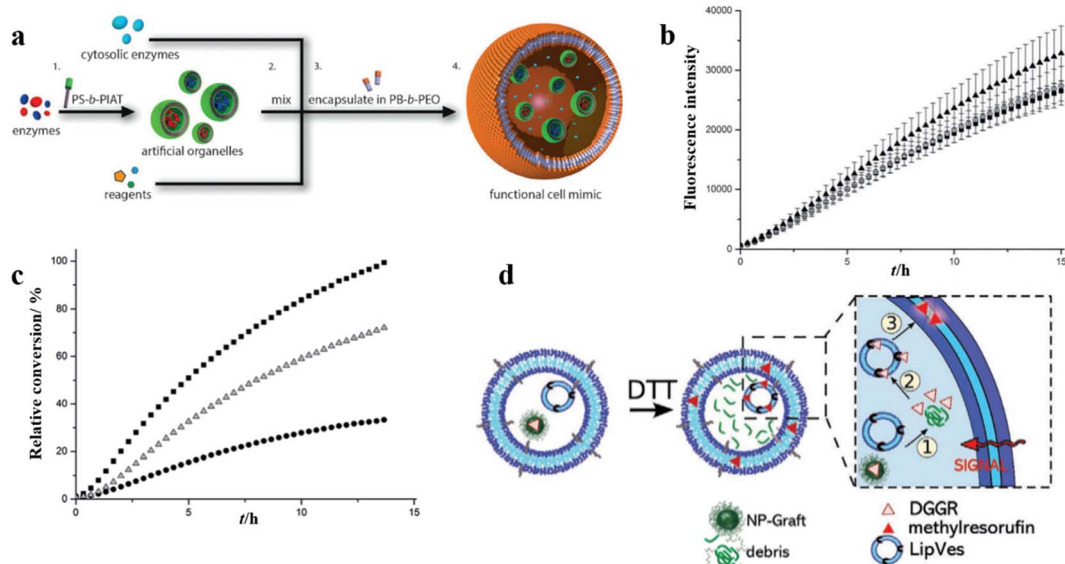 a
cytosolic enzymes
1.
2.
3.
4.
PS-b-PIAT
mix
encapsulate in PB-b-PEO
enzymes
artificial organelles
reagents
functional cell mimic
b
Fluorescence intensity
40000
30000
20000
10000
0
0
5
10
15
t/h
c
Relative conversion/ %
100
80
60
40
20
0
0
5
10
15
t/h
d
DTT
3
2
1
SIGNAL
NP-Graft
debris
DGGR
methylresorufin
LipVes